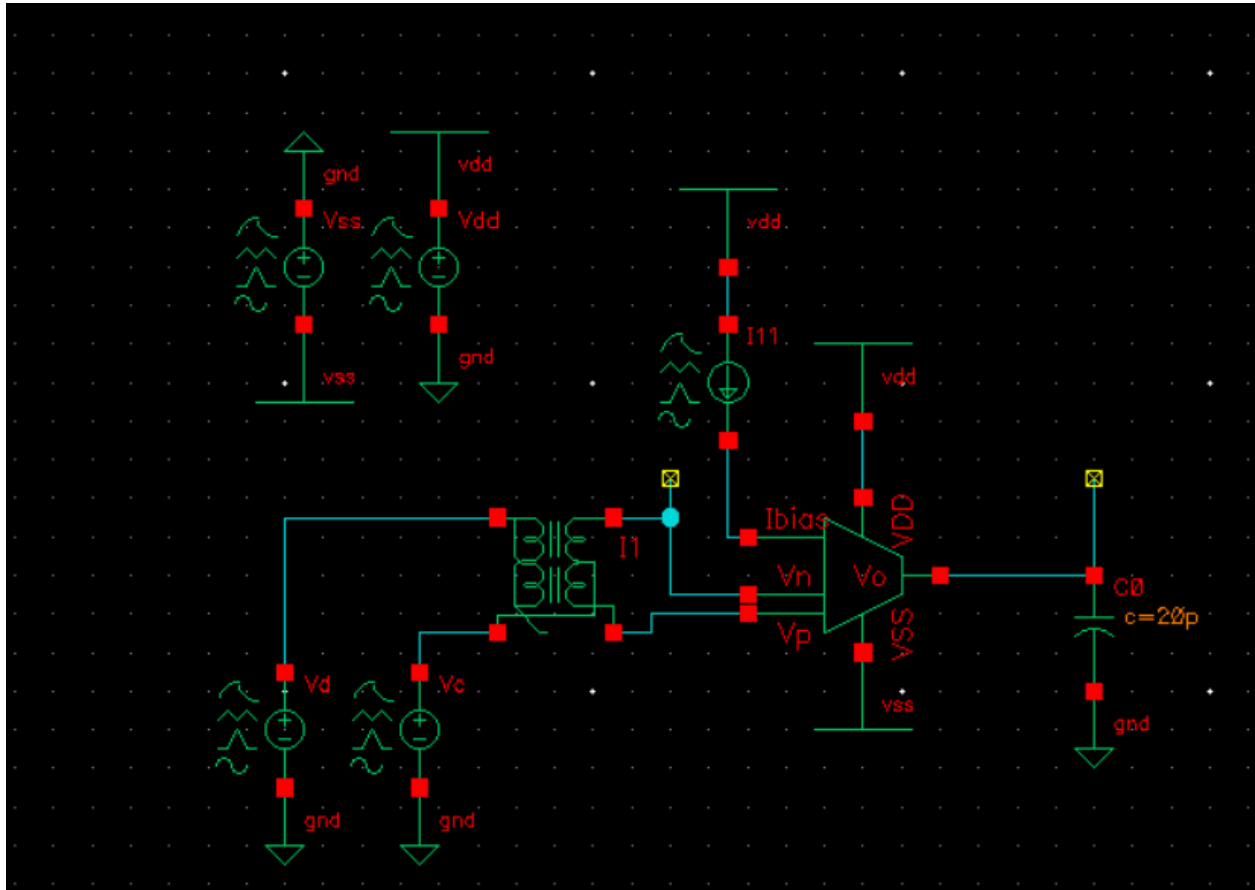 gnd
vdd
Vss
Vdd
vss
gnd
vdd
I11
vdd
Ibias
VDD
I1
Vn
Vo
Vp
VSS
C0
c=20p
Vd
Vc
vss
gnd
gnd
gnd